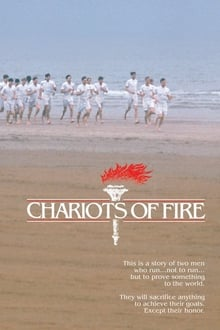 CHARIOTS OF FIRE
This is a story of two men
who run...not to run...
but to prove something
to the world.
They will sacrifice anything
to achieve their goals.
Except their honor.